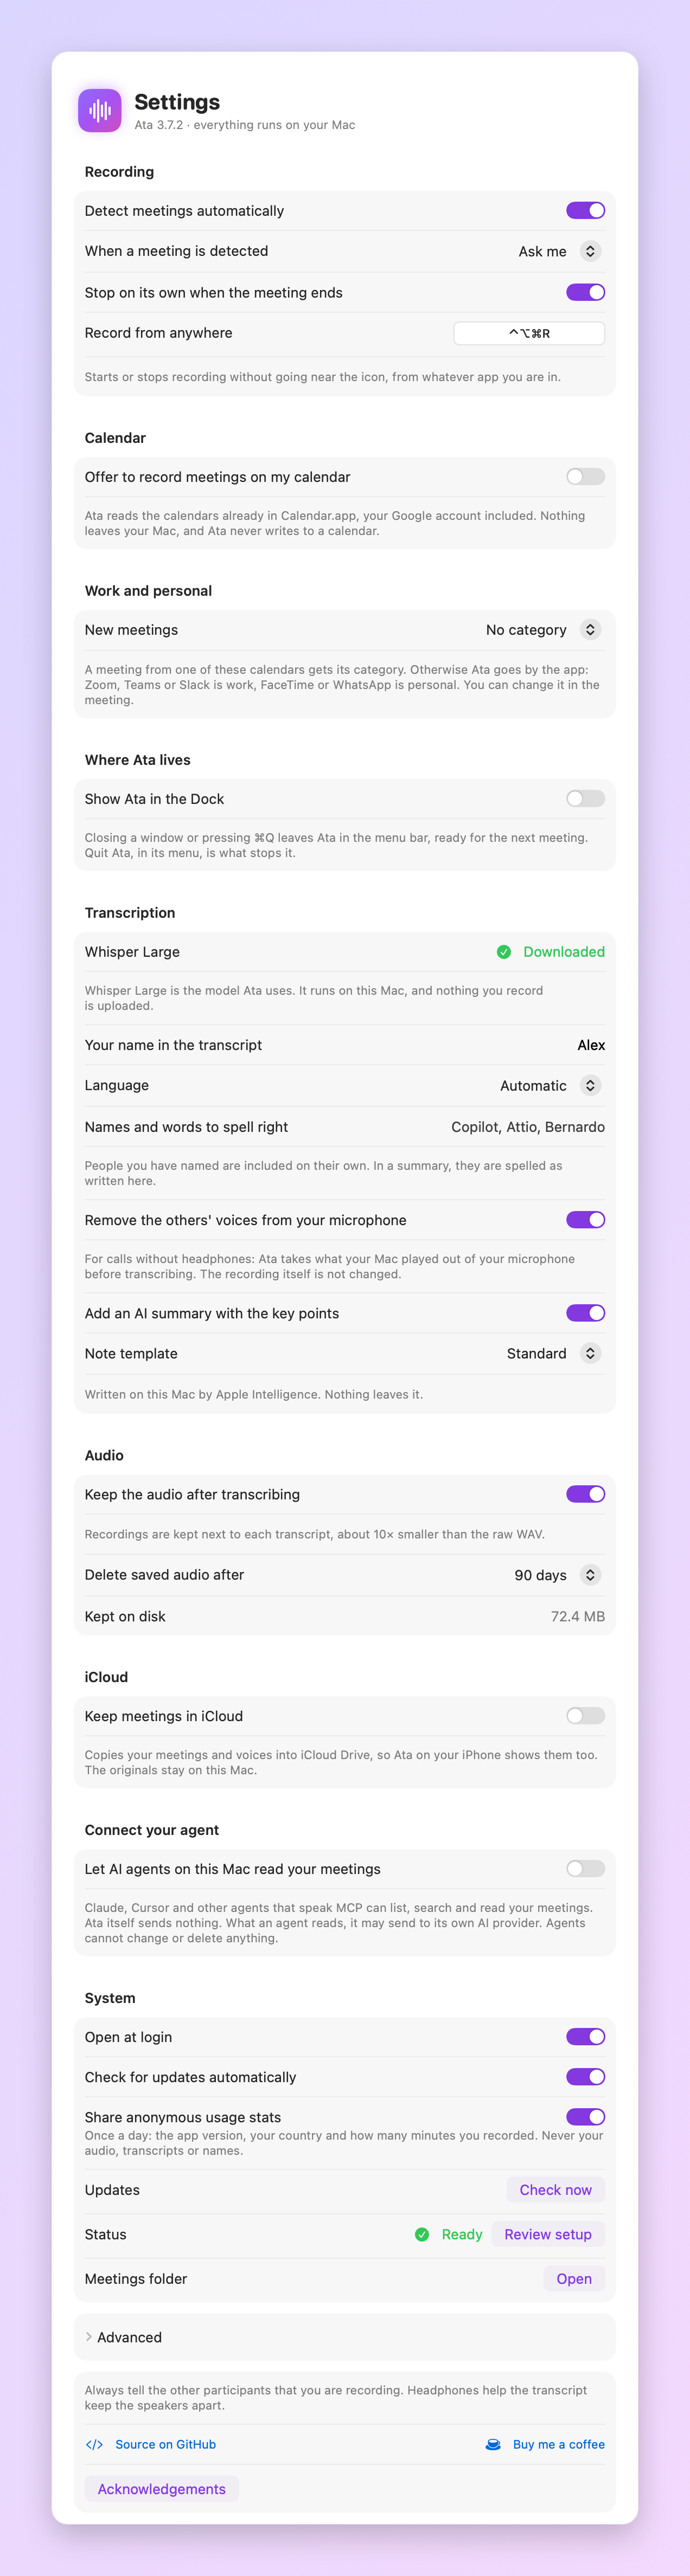 Settings
Ata 3.7.2 · everything runs on your Mac
Recording
Detect meetings automatically
When a meeting is detected Ask me
Stop on its own when the meeting ends
Record from anywhere ^⌥⌘R
Starts or stops recording without going near the icon, from whatever app you are in.
Calendar
Offer to record meetings on my calendar
Ata reads the calendars already in Calendar.app, your Google account included. Nothing
leaves your Mac, and Ata never writes to a calendar.
Work and personal
New meetings No category
A meeting from one of these calendars gets its category. Otherwise Ata goes by the app:
Zoom, Teams or Slack is work, FaceTime or WhatsApp is personal. You can change it in the
meeting.
Where Ata lives
Show Ata in the Dock
Closing a window or pressing ⌘Q leaves Ata in the menu bar, ready for the next meeting.
Quit Ata, in its menu, is what stops it.
Transcription
Whisper Large Downloaded
Whisper Large is the model Ata uses. It runs on this Mac, and nothing you record
is uploaded.
Your name in the transcript Alex
Language Automatic
Names and words to spell right Copilot, Attio, Bernardo
People you have named are included on their own. In a summary, they are spelled as
written here.
Remove the others' voices from your microphone
For calls without headphones: Ata takes what your Mac played out of your microphone
before transcribing. The recording itself is not changed.
Add an AI summary with the key points
Note template Standard
Written on this Mac by Apple Intelligence. Nothing leaves it.
Audio
Keep the audio after transcribing
Recordings are kept next to each transcript, about 10× smaller than the raw WAV.
Delete saved audio after 90 days
Kept on disk 72.4 MB
iCloud
Keep meetings in iCloud
Copies your meetings and voices into iCloud Drive, so Ata on your iPhone shows them too.
The originals stay on this Mac.
Connect your agent
Let AI agents on this Mac read your meetings
Claude, Cursor and other agents that speak MCP can list, search and read your meetings.
Ata itself sends nothing. What an agent reads, it may send to its own AI provider. Agents
cannot change or delete anything.
System
Open at login
Check for updates automatically
Share anonymous usage stats
Once a day: the app version, your country and how many minutes you recorded. Never your
audio, transcripts or names.
Updates Check now
Status Ready Review setup
Meetings folder Open
Advanced
Always tell the other participants that you are recording. Headphones help the transcript
keep the speakers apart.
</> Source on GitHub Buy me a coffee
Acknowledgements